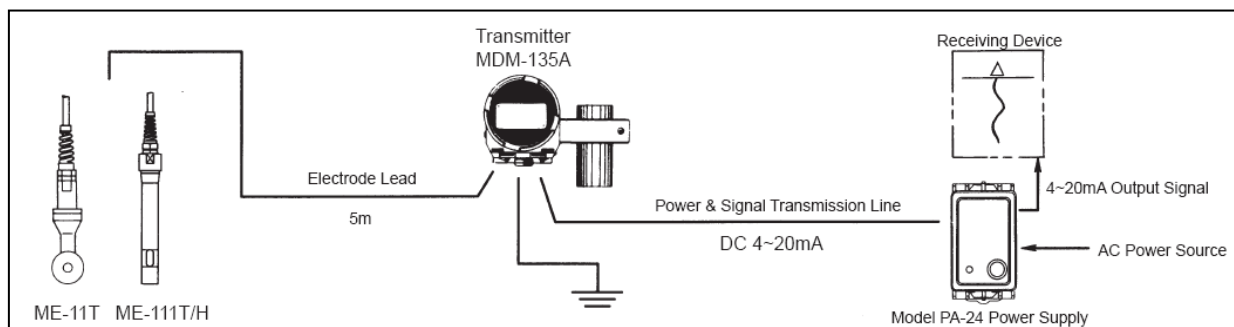 Transmitter
MDM-135A
Receiving Device
Electrode Lead
5m
Power & Signal Transmission Line
DC 4~20mA
4~20mA Output Signal
AC Power Source
ME-11T
ME-111T/H
Model PA-24 Power Supply